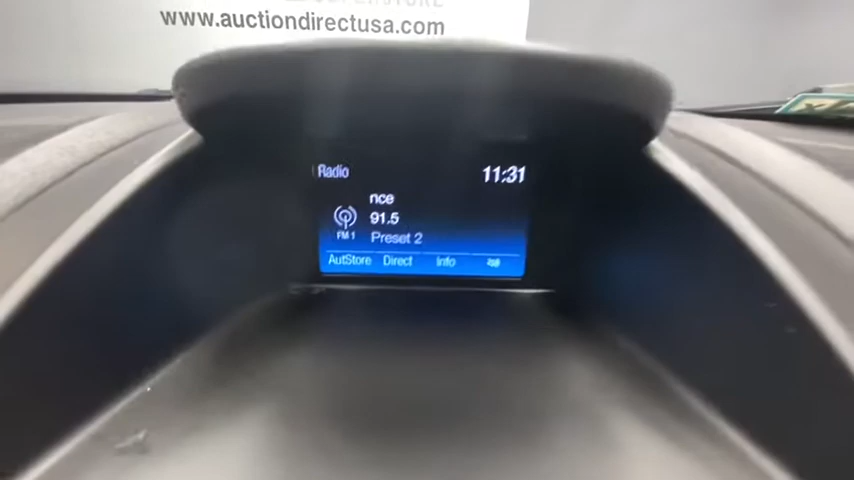 www.auctiondirectusa.com
Radio
11:31
nce
91.5
FM 1
Preset 2
AutStore Direct Info